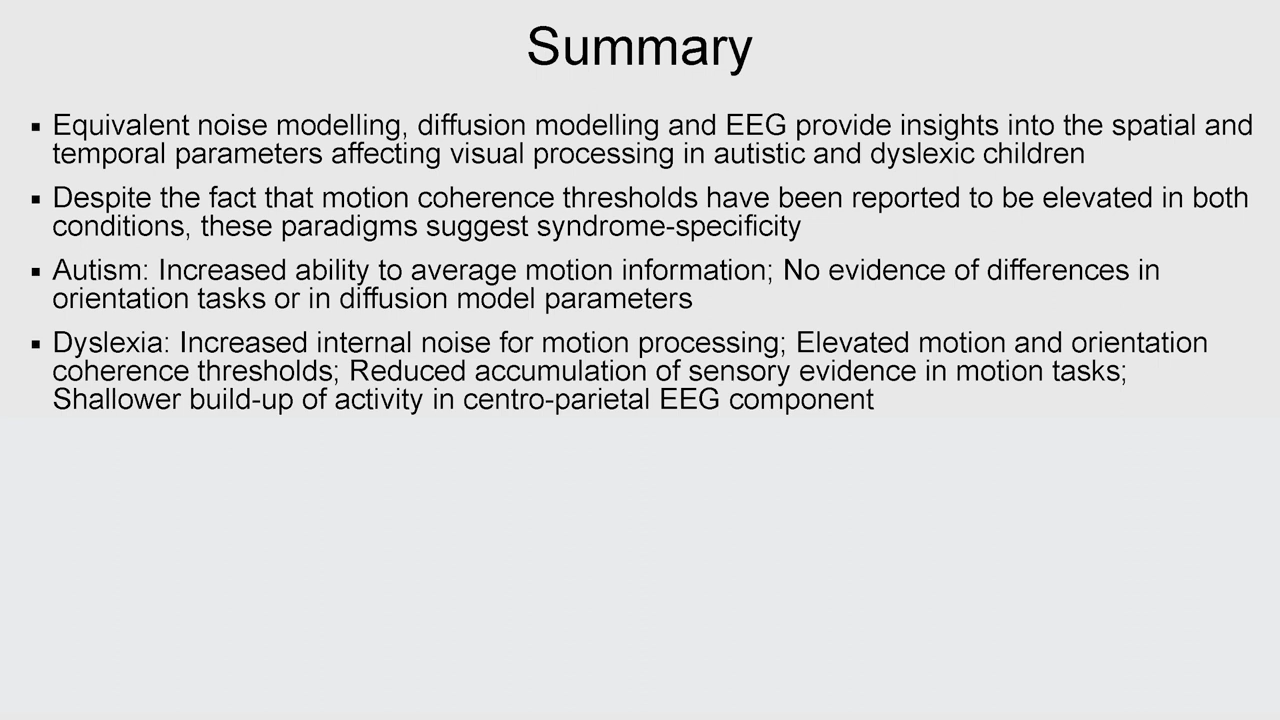 Summary
▪ Equivalent noise modelling, diffusion modelling and EEG provide insights into the spatial and
temporal parameters affecting visual processing in autistic and dyslexic children
▪ Despite the fact that motion coherence thresholds have been reported to be elevated in both
conditions, these paradigms suggest syndrome-specificity
▪ Autism: Increased ability to average motion information; No evidence of differences in
orientation tasks or in diffusion model parameters
▪ Dyslexia: Increased internal noise for motion processing; Elevated motion and orientation
coherence thresholds; Reduced accumulation of sensory evidence in motion tasks;
Shallower build-up of activity in centro-parietal EEG component